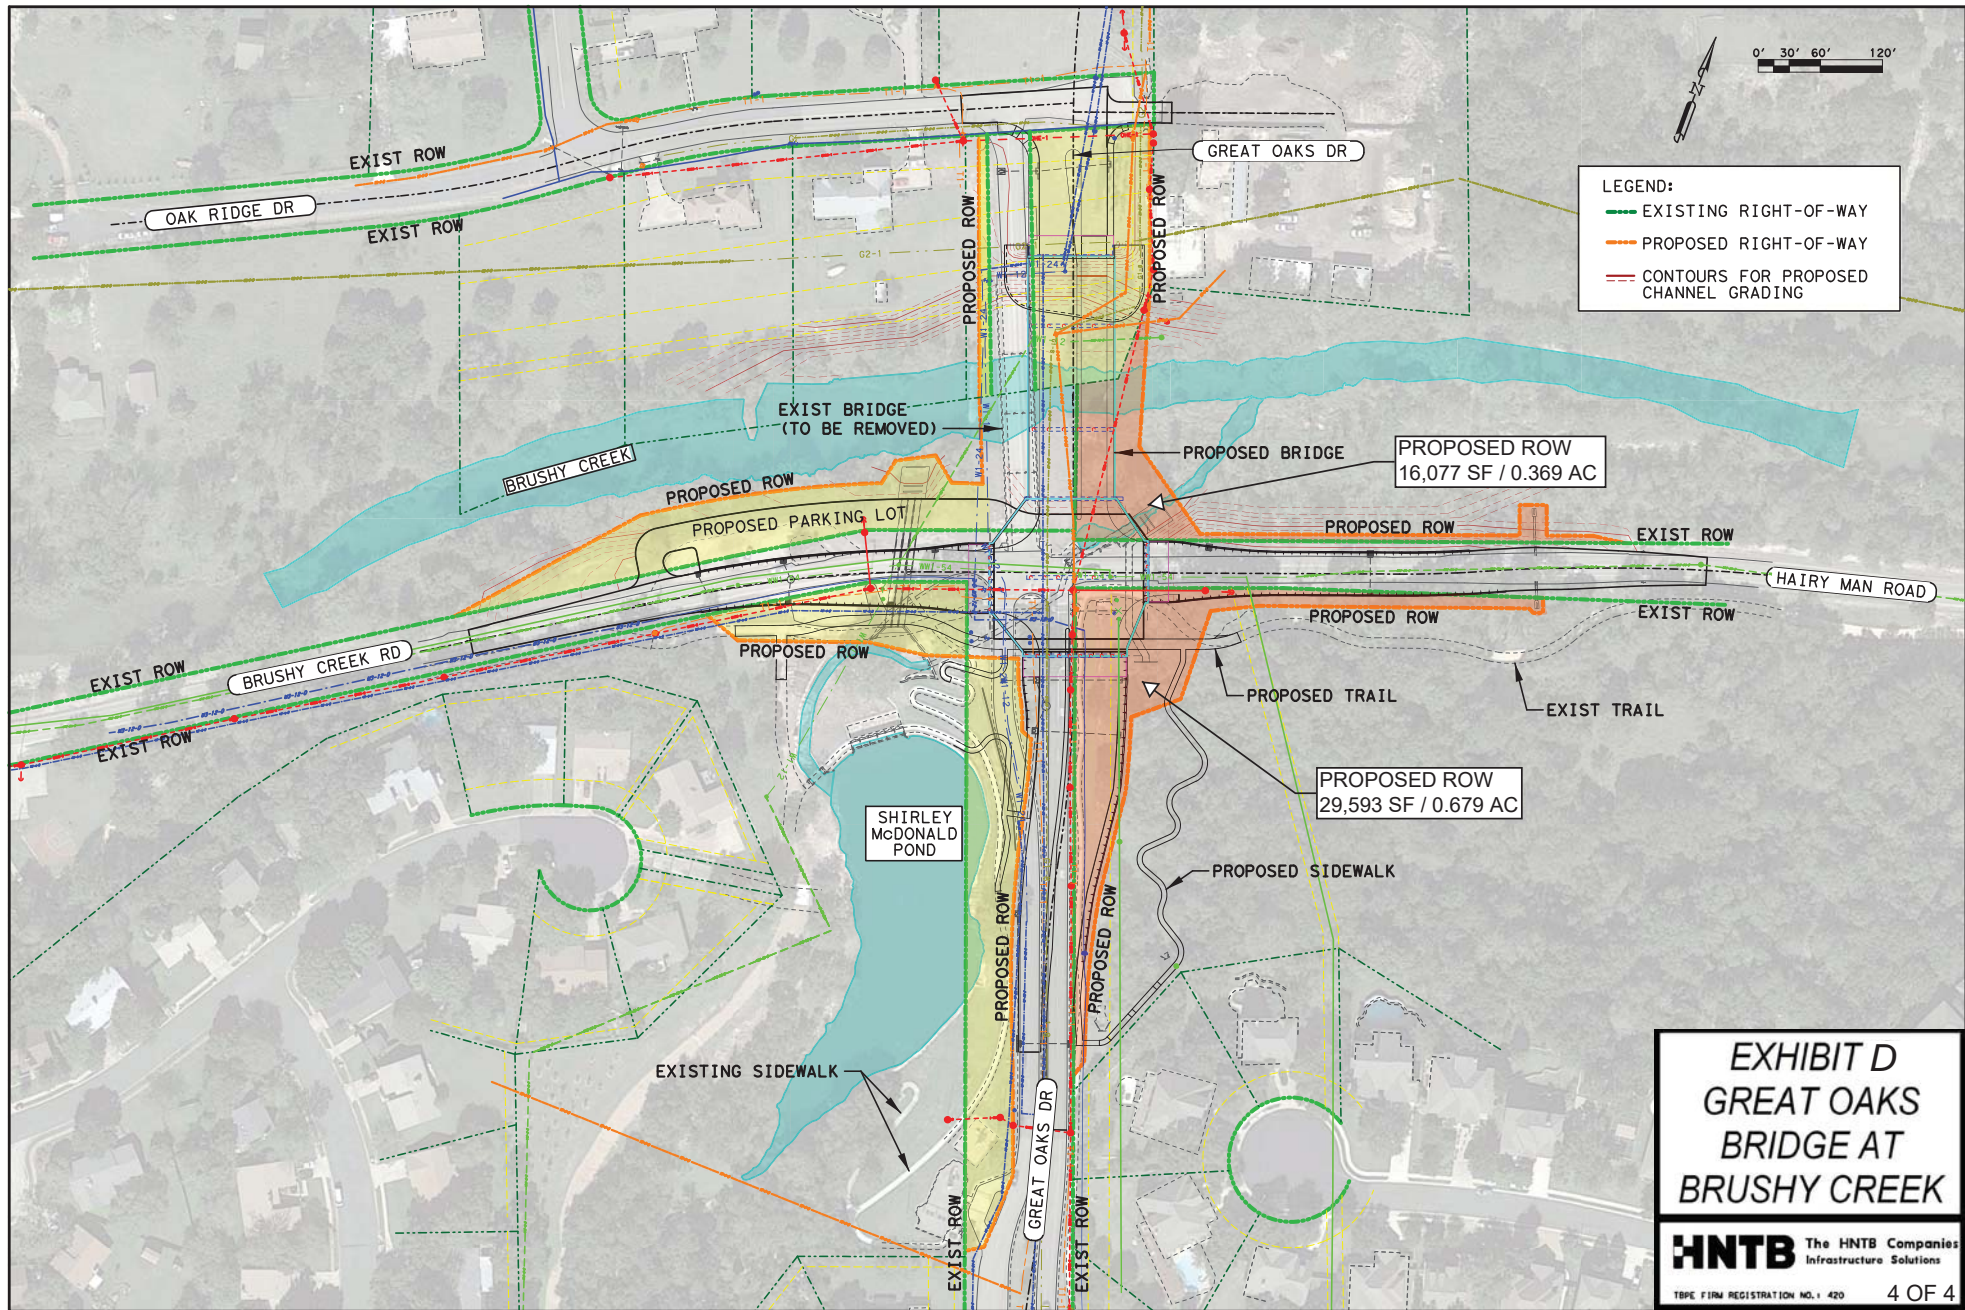 0' 30' 60' 120'
N
LEGEND:
EXISTING RIGHT-OF-WAY
PROPOSED RIGHT-OF-WAY
CONTOURS FOR PROPOSED
CHANNEL GRADING
EXIST ROW
OAK RIDGE DR
EXIST ROW
GREAT OAKS DR
PROPOSED ROW
PROPOSED ROW
G2-1
W1-24
EXIST BRIDGE
(TO BE REMOVED)
BRUSHY CREEK
PROPOSED ROW
PROPOSED PARKING LOT
PROPOSED BRIDGE
PROPOSED ROW
16,077 SF / 0.369 AC
PROPOSED ROW
EXIST ROW
HAIRY MAN ROAD
PROPOSED ROW
EXIST ROW
WW1-54
EXIST ROW
BRUSHY CREEK RD
PROPOSED ROW
EXIST ROW
PROPOSED TRAIL
EXIST TRAIL
PROPOSED ROW
29,593 SF / 0.679 AC
SHIRLEY
McDONALD
POND
PROPOSED SIDEWALK
PROPOSED ROW
PROPOSED ROW
EXISTING SIDEWALK
GREAT OAKS DR
EXIST ROW
EXIST ROW
EXHIBIT D
GREAT OAKS
BRIDGE AT
BRUSHY CREEK
HNTB The HNTB Companies
Infrastructure Solutions
TBPE FIRM REGISTRATION NO.: 420
4 OF 4